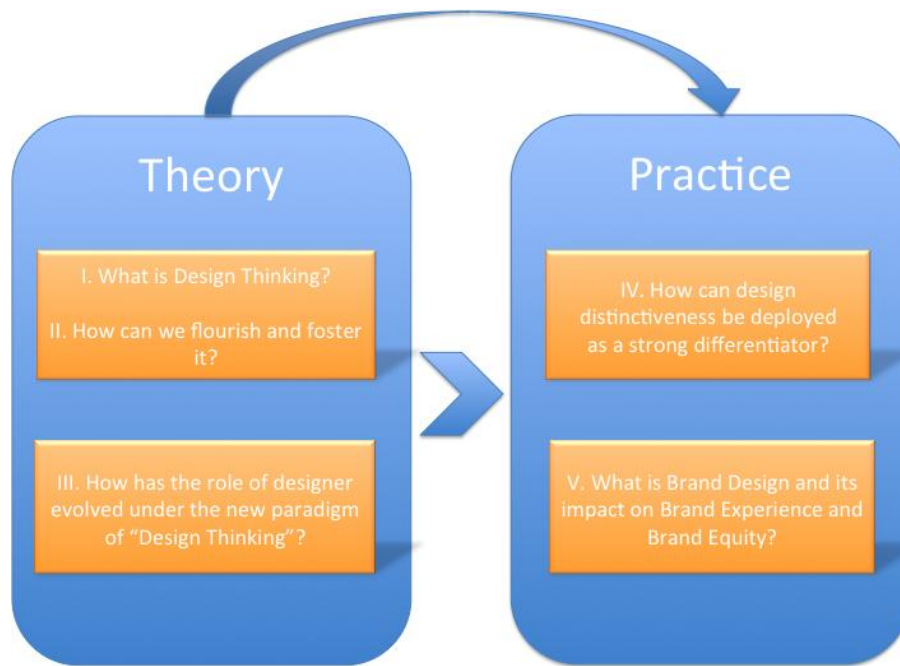 Theory
I. What is Design Thinking?
II. How can we flourish and foster
it?
III. How has the role of designer
evolved under the new paradigm
of “Design Thinking”?
Practice
IV. How can design
distinctiveness be deployed
as a strong differentiator?
V. What is Brand Design and its
impact on Brand Experience and
Brand Equity?